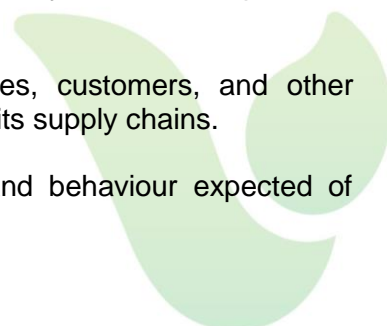 es, customers, and other
its supply chains.
nd behaviour expected of